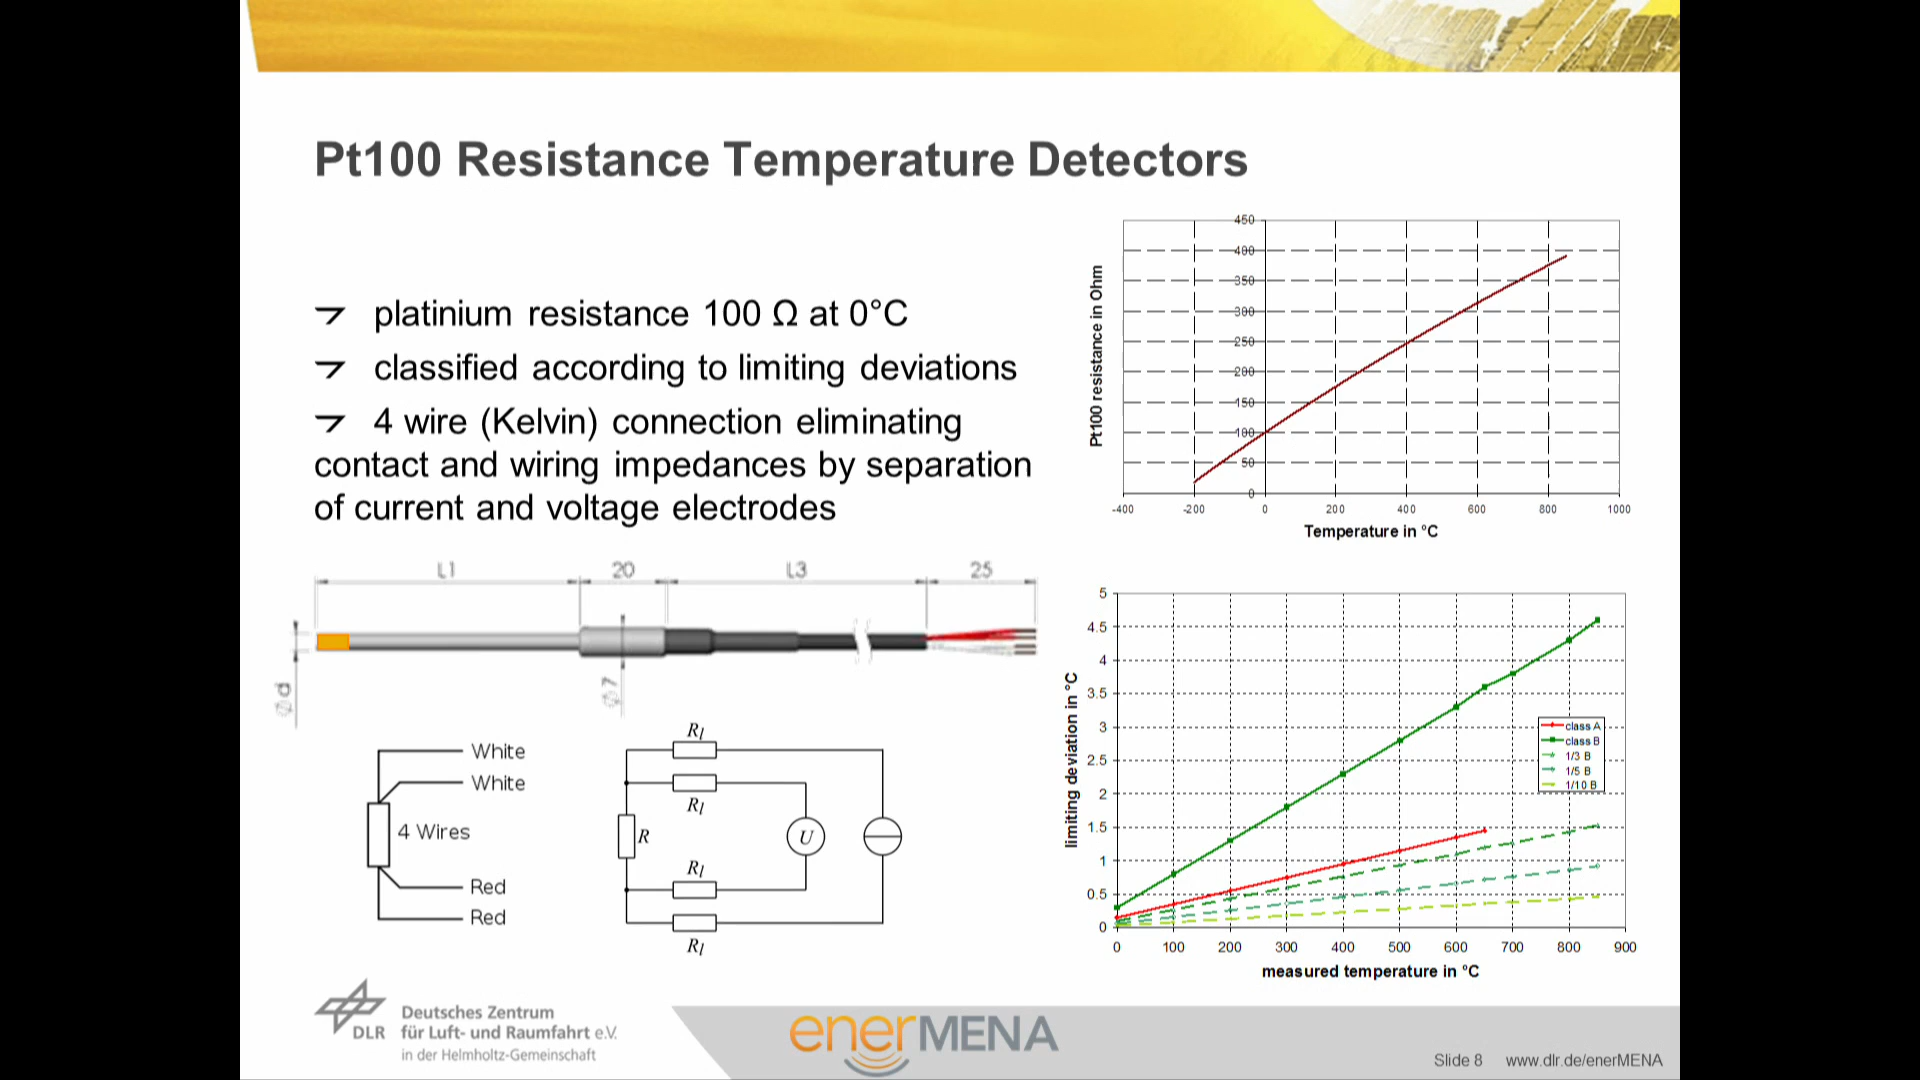 Pt100 Resistance Temperature Detectors
platinium resistance 100 Ω at 0°C
classified according to limiting deviations
4 wire (Kelvin) connection eliminating
contact and wiring impedances by separation
of current and voltage electrodes
L1 20 L3 25
Ød
Ø7
White
White
4 Wires
Red
Red
Rl
Rl
R
U
Rl
Rl
Pt100 resistance in Ohm
450
400
350
300
250
200
150
100
50
0
-400 -200 0 200 400 600 800 1000
Temperature in °C
limiting deviation in °C
5
4.5
4
3.5
3
2.5
2
1.5
1
0.5
0
class A
class B
1/3 B
1/5 B
1/10 B
0 100 200 300 400 500 600 700 800 900
measured temperature in °C
DLR
Deutsches Zentrum
für Luft- und Raumfahrt e.V.
in der Helmholtz-Gemeinschaft
enerMENA
Slide 8 www.dlr.de/enerMENA